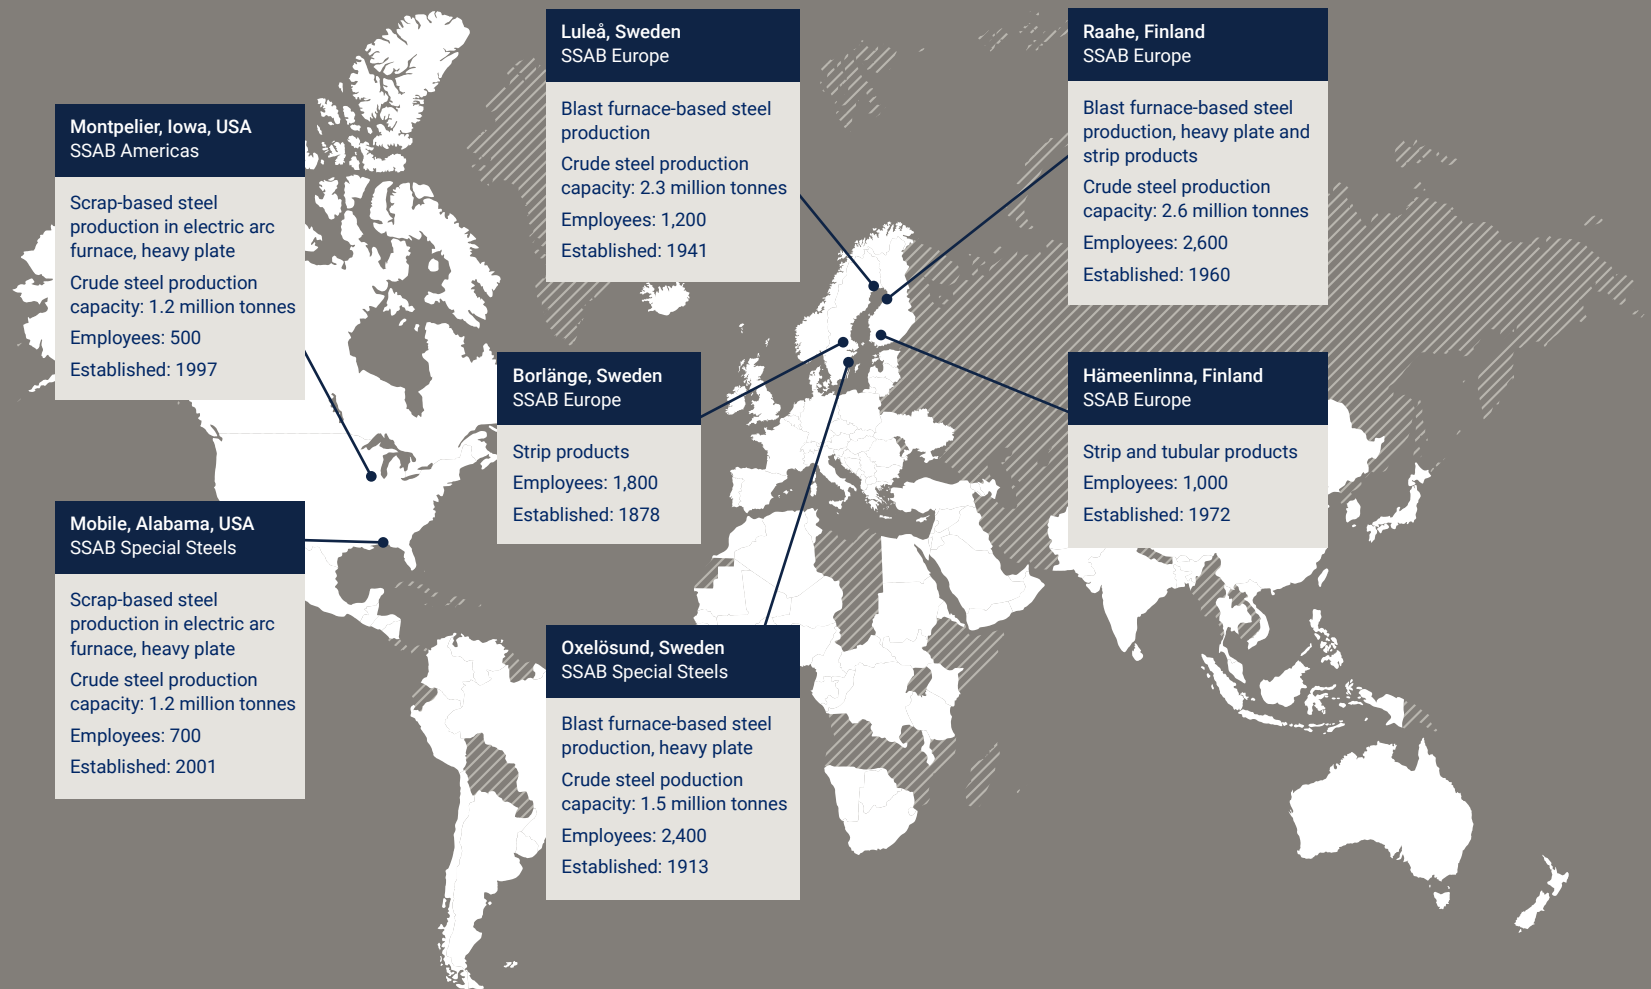 Montpelier, Iowa, USA
SSAB Americas
Scrap-based steel
production in electric arc
furnace, heavy plate
Crude steel production
capacity: 1.2 million tonnes
Employees: 500
Established: 1997
Mobile, Alabama, USA
SSAB Special Steels
Scrap-based steel
production in electric arc
furnace, heavy plate
Crude steel production
capacity: 1.2 million tonnes
Employees: 700
Established: 2001
Luleå, Sweden
SSAB Europe
Blast furnace-based steel
production
Crude steel production
capacity: 2.3 million tonnes
Employees: 1,200
Established: 1941
Borlänge, Sweden
SSAB Europe
Strip products
Employees: 1,800
Established: 1878
Oxelösund, Sweden
SSAB Special Steels
Blast furnace-based steel
production, heavy plate
Crude steel poduction
capacity: 1.5 million tonnes
Employees: 2,400
Established: 1913
Raahe, Finland
SSAB Europe
Blast furnace-based steel
production, heavy plate and
strip products
Crude steel production
capacity: 2.6 million tonnes
Employees: 2,600
Established: 1960
Hämeenlinna, Finland
SSAB Europe
Strip and tubular products
Employees: 1,000
Established: 1972